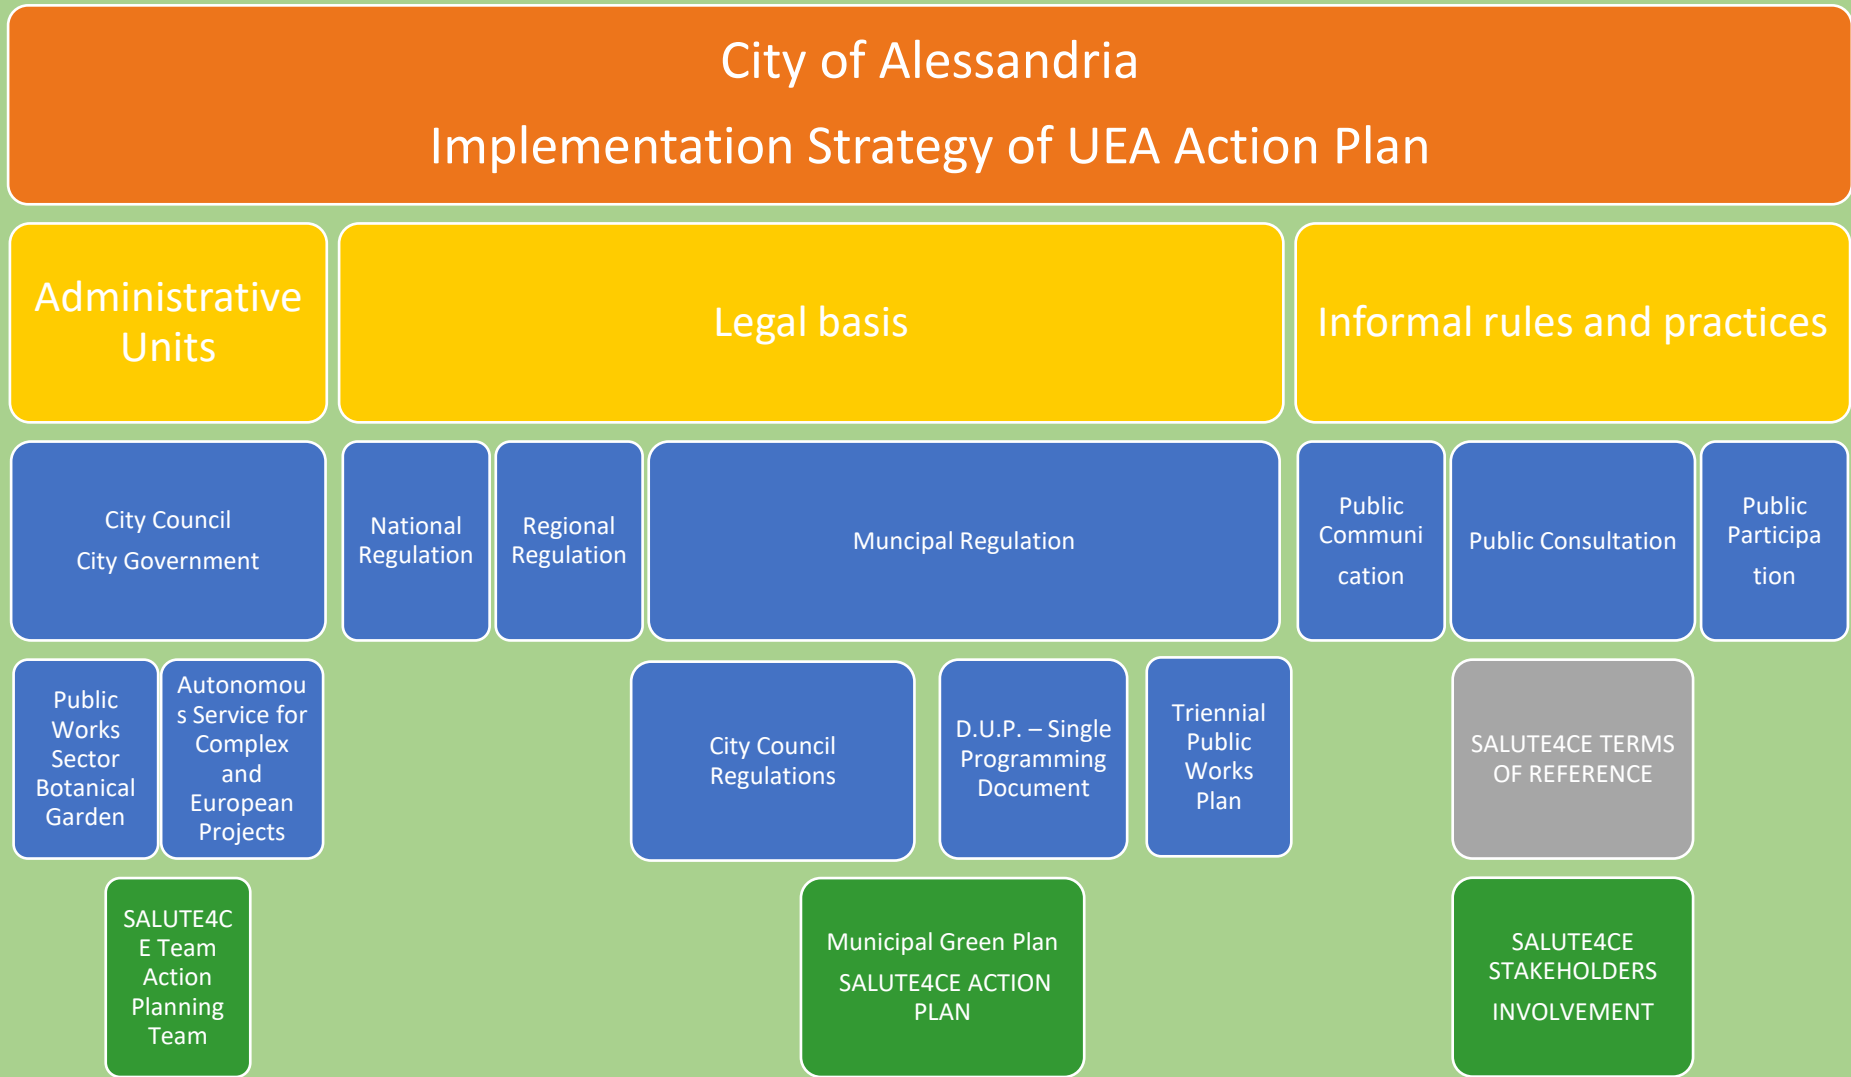 City of Alessandria
Implementation Strategy of UEA Action Plan
Administrative
Units
Legal basis
Informal rules and practices
City Council
City Government
National
Regulation
Regional
Regulation
Muncipal Regulation
Public
Communi
cation
Public Consultation
Public
Participa
tion
Public
Works
Sector
Botanical
Garden
Autonomou
s Service for
Complex
and
European
Projects
City Council
Regulations
D.U.P. – Single
Programming
Document
Triennial
Public
Works
Plan
SALUTE4CE TERMS
OF REFERENCE
SALUTE4C
E Team
Action
Planning
Team
Municipal Green Plan
SALUTE4CE ACTION
PLAN
SALUTE4CE
STAKEHOLDERS
INVOLVEMENT